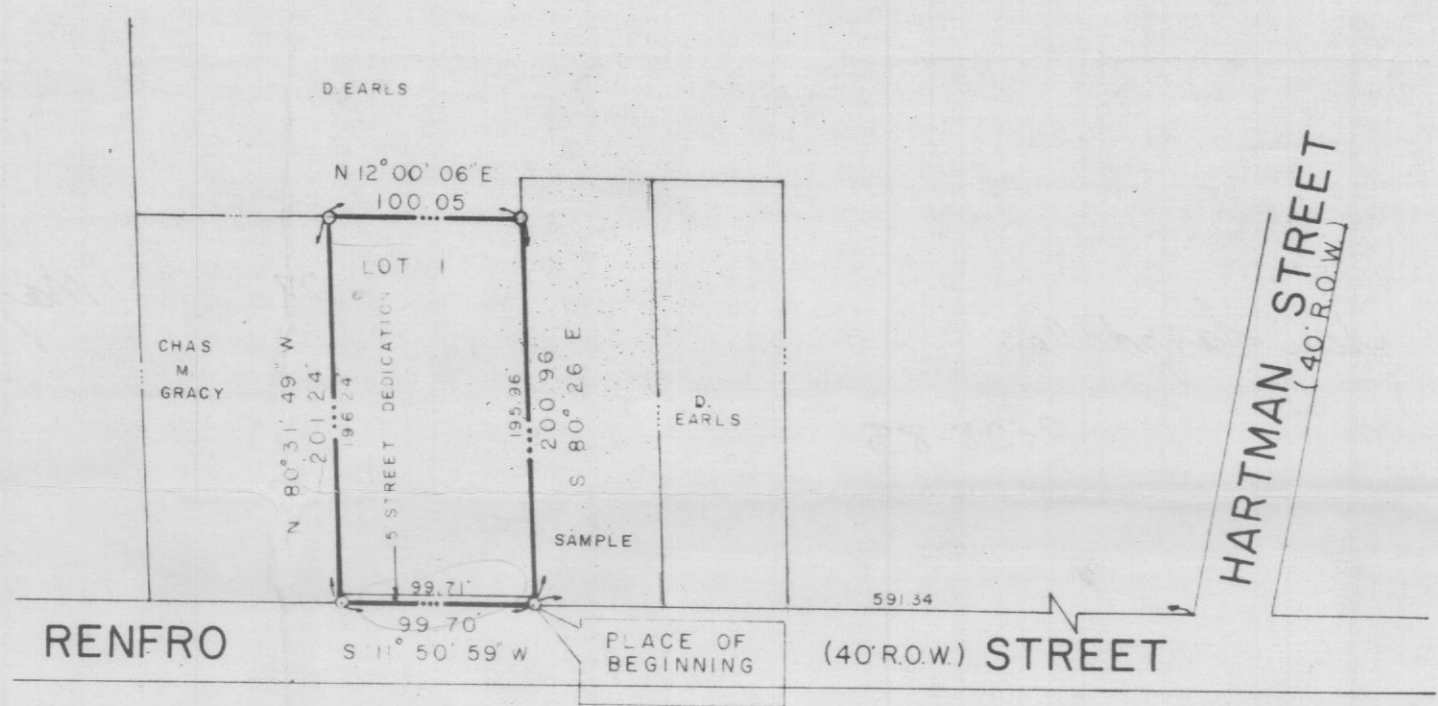 D. EARLS
N 12° 00' 06" E
100.05
LOT 1
CHAS
M.
GRACY
N 80° 31' 49" W
201.24'
196.24'
5' STREET DEDICATION
195.96'
200.96
S 80° 26' E
D.
EARLS
SAMPLE
HARTMAN STREET
(40' R.O.W.)
99.71'
99.70
S 11° 50' 59" W
591.34
RENFRO
PLACE OF
BEGINNING
(40' R.O.W.) STREET